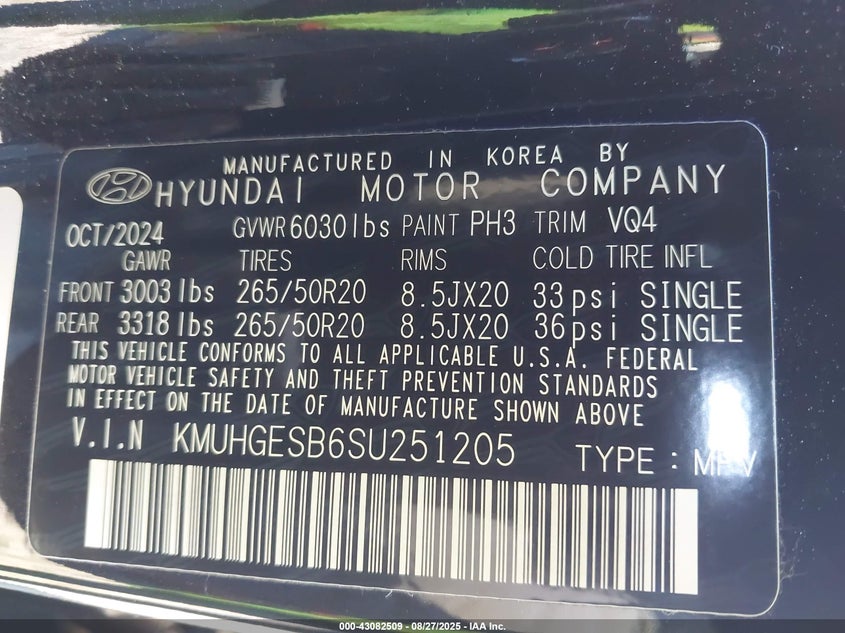 MANUFACTURED IN KOREA BY
HYUNDAI MOTOR COMPANY
OCT/2024 GVWR 6030 lbs PAINT PH3 TRIM VQ4
GAWR TIRES RIMS COLD TIRE INFL
FRONT 3003 lbs 265/50R20 8.5JX20 33psi SINGLE
REAR 3318 lbs 265/50R20 8.5JX20 36psi SINGLE
THIS VEHICLE CONFORMS TO ALL APPLICABLE U.S.A. FEDERAL
MOTOR VEHICLE SAFETY AND THEFT PREVENTION STANDARDS
IN EFFECT ON THE DATE OF MANUFACTURE SHOWN ABOVE
V.I.N KMUHGESB6SU251205 TYPE : MPV
000-43082509 - 08/27/2025 - IAA Inc.